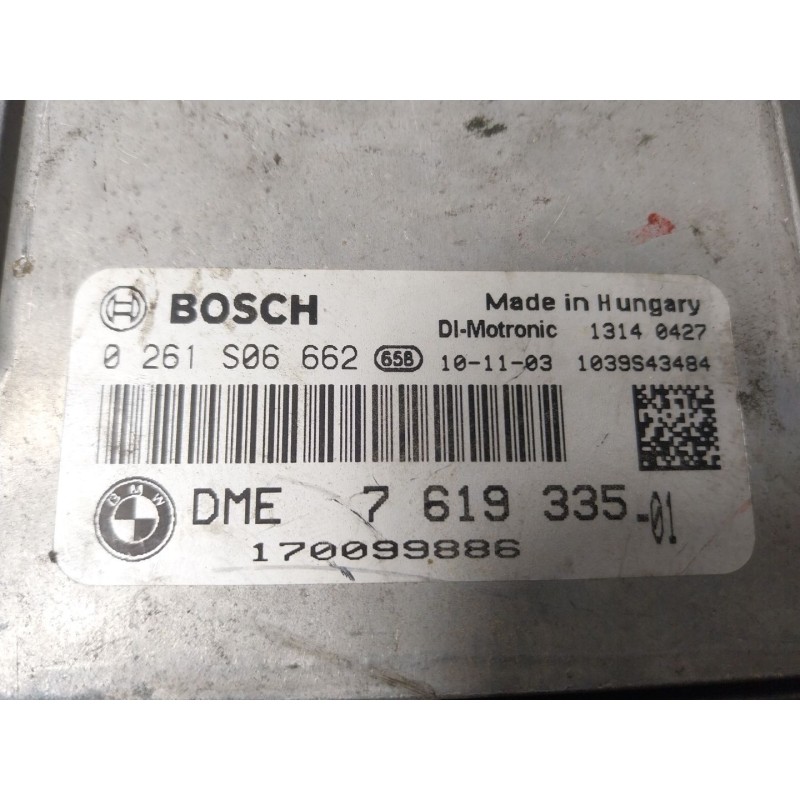 BOSCH Made in Hungary
DI-Motronic 1314 0427
0 261 S06 662 658 10-11-03 1039S43484
BMW DME 7 619 335-01
170099886